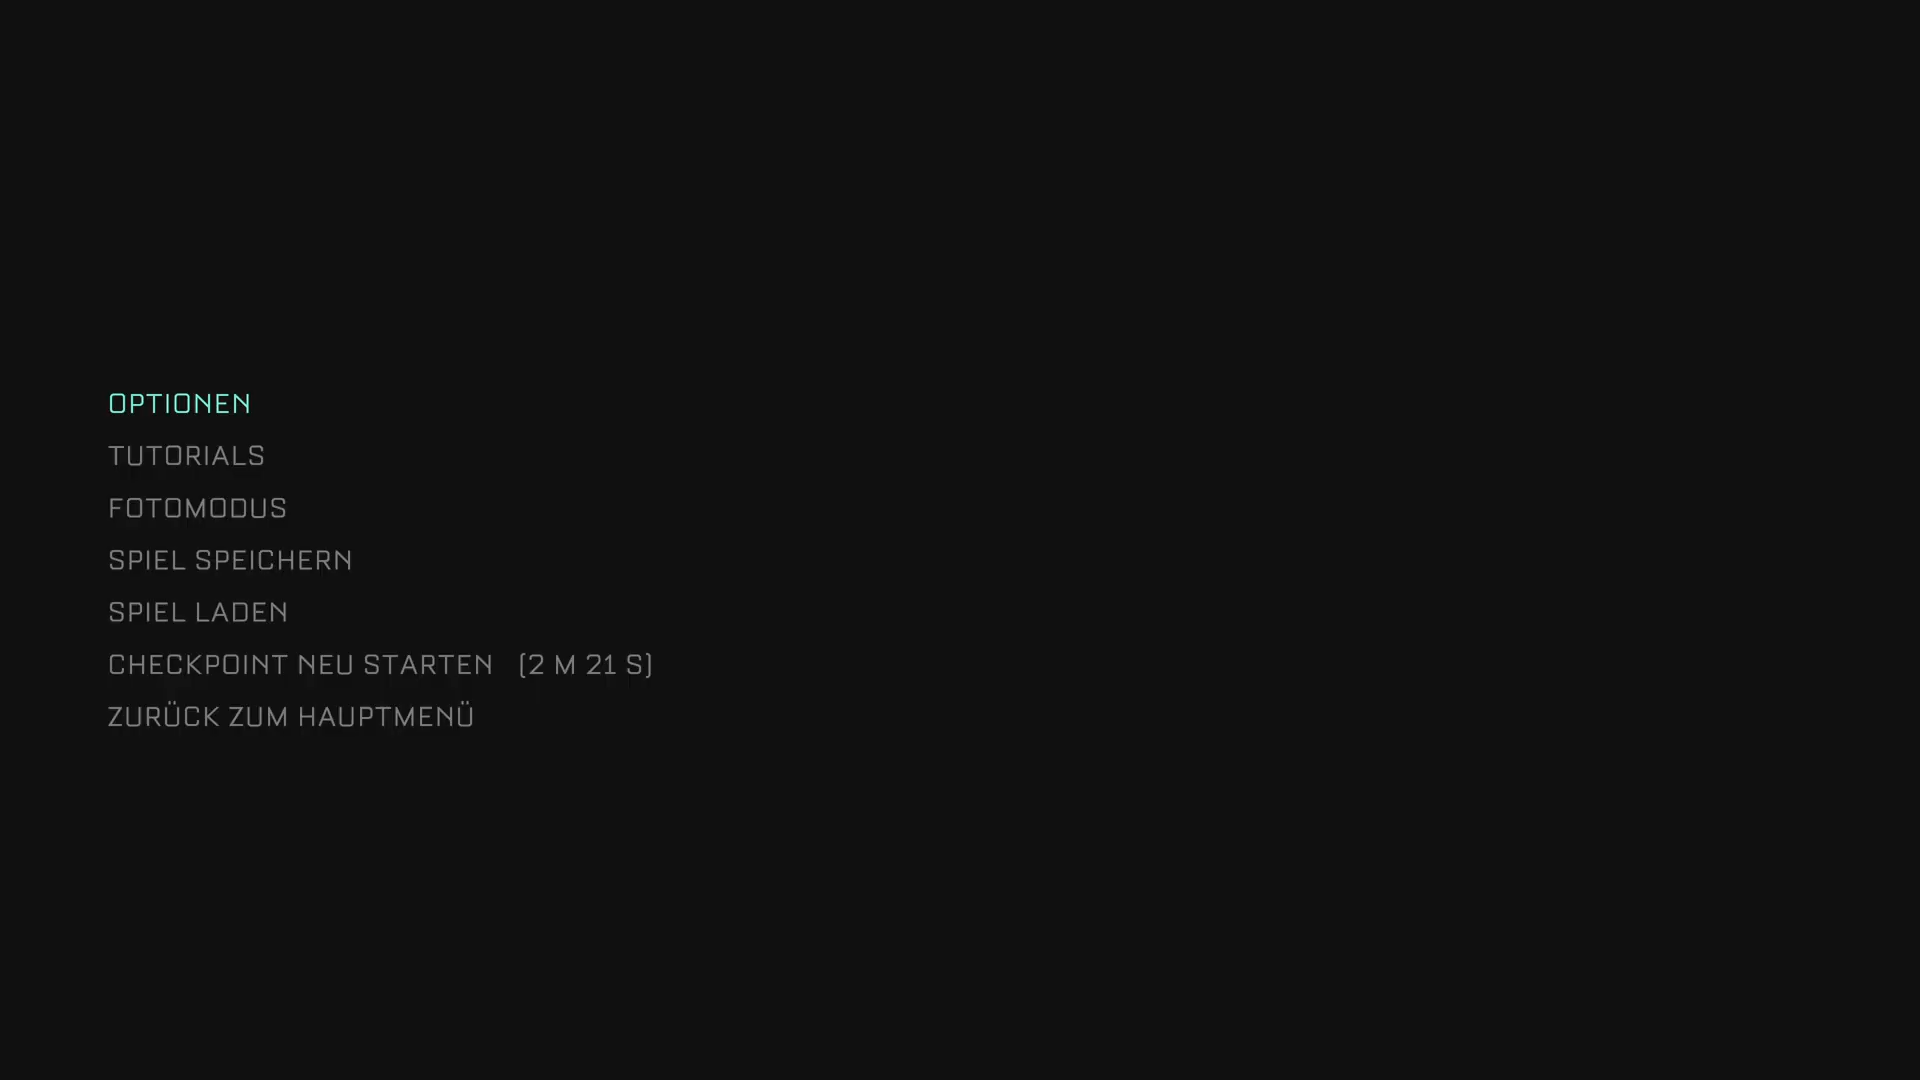 OPTIONEN
TUTORIALS
FOTOMODUS
SPIEL SPEICHERN
SPIEL LADEN
CHECKPOINT NEU STARTEN (2 M 21 S)
ZURÜCK ZUM HAUPTMENÜ